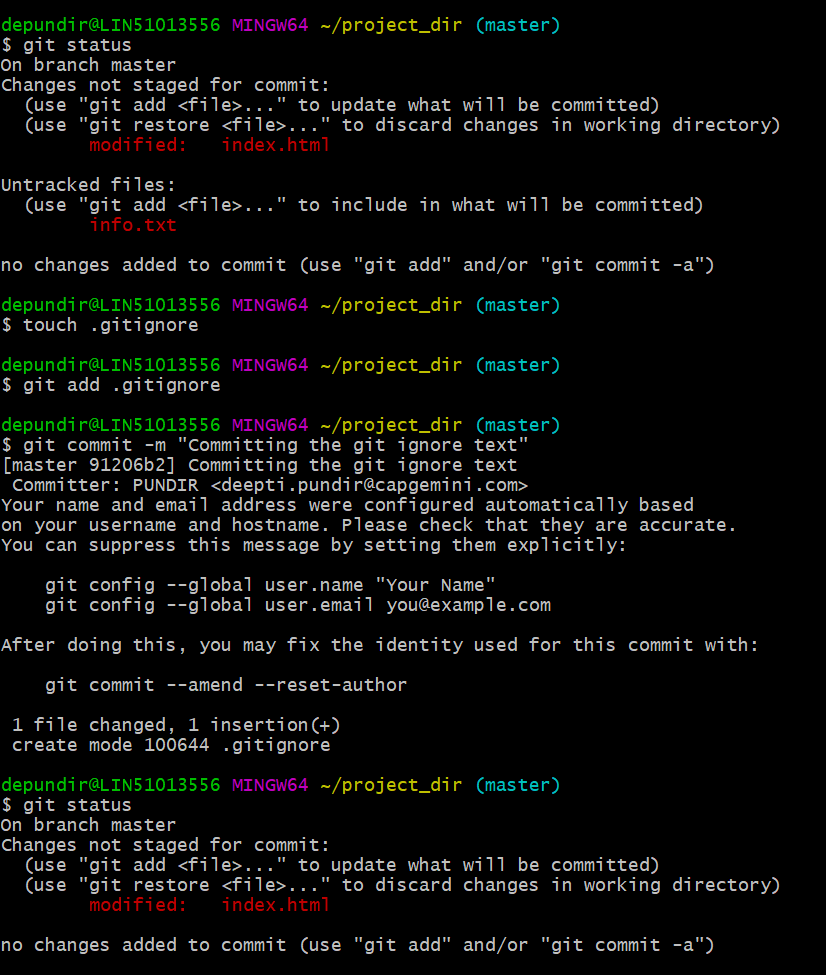 depundir@LIN51013556 MINGW64 ~/project_dir (master)
$ git status
On branch master
Changes not staged for commit:
  (use "git add <file>..." to update what will be committed)
  (use "git restore <file>..." to discard changes in working directory)
        modified:   index.html

Untracked files:
  (use "git add <file>..." to include in what will be committed)
        info.txt

no changes added to commit (use "git add" and/or "git commit -a")

depundir@LIN51013556 MINGW64 ~/project_dir (master)
$ touch .gitignore

depundir@LIN51013556 MINGW64 ~/project_dir (master)
$ git add .gitignore

depundir@LIN51013556 MINGW64 ~/project_dir (master)
$ git commit -m "Committing the git ignore text"
[master 91206b2] Committing the git ignore text
 Committer: PUNDIR <deepti.pundir@capgemini.com>
Your name and email address were configured automatically based
on your username and hostname. Please check that they are accurate.
You can suppress this message by setting them explicitly:

    git config --global user.name "Your Name"
    git config --global user.email you@example.com

After doing this, you may fix the identity used for this commit with:

    git commit --amend --reset-author

 1 file changed, 1 insertion(+)
 create mode 100644 .gitignore

depundir@LIN51013556 MINGW64 ~/project_dir (master)
$ git status
On branch master
Changes not staged for commit:
  (use "git add <file>..." to update what will be committed)
  (use "git restore <file>..." to discard changes in working directory)
        modified:   index.html

no changes added to commit (use "git add" and/or "git commit -a")